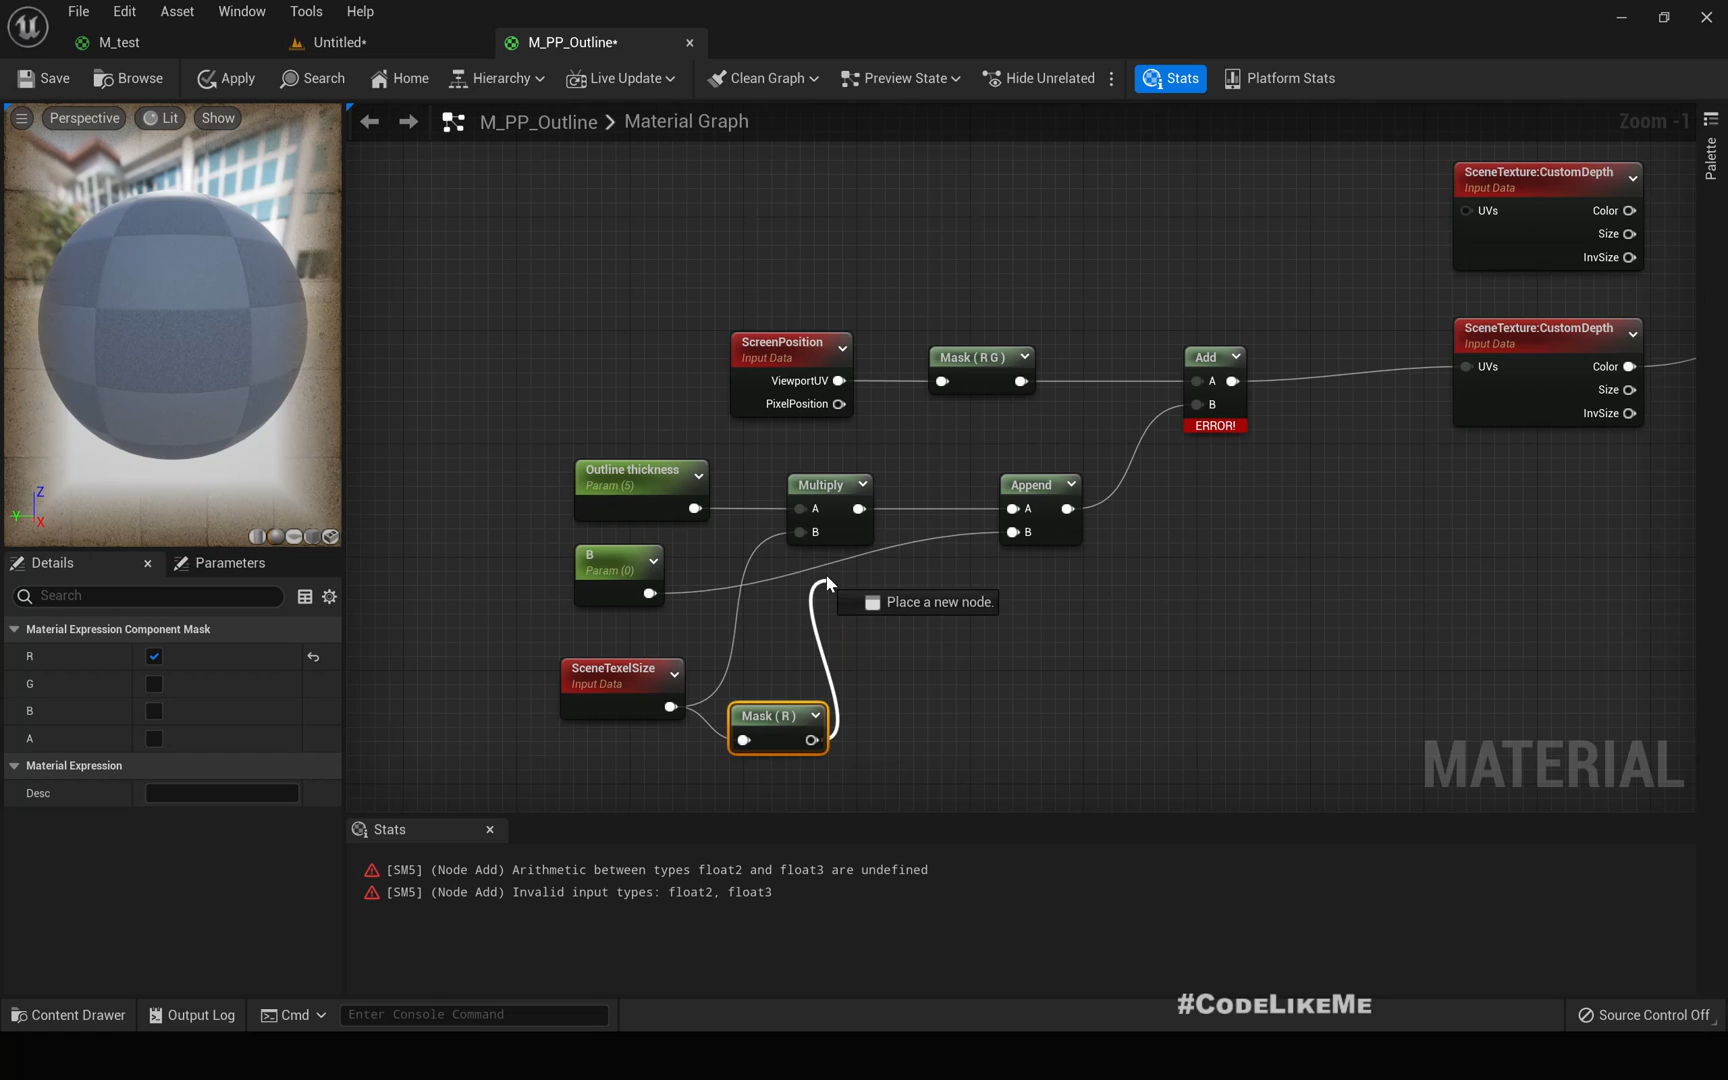 File Edit Asset Window Tools Help
M_test Untitled* M_PP_Outline*
Save Browse Apply Search Home Hierarchy Live Update Clean Graph Preview State Hide Unrelated Stats Platform Stats
Perspective Lit Show
M_PP_Outline > Material Graph Zoom -1
Palette
SceneTexture:CustomDepth
Input Data
UVs Color
Size
InvSize
SceneTexture:CustomDepth
Input Data
UVs Color
Size
InvSize
ScreenPosition
Input Data
ViewportUV
PixelPosition
Mask ( R G )
Add
A
B
ERROR!
Outline thickness
Param (5)
Multiply
A
B
Append
A
B
B
Param (0)
Place a new node.
SceneTexelSize
Input Data
Mask ( R )
Z
Y
X
MATERIAL
Details Parameters
Search
Material Expression Component Mask
R
G
B
A
Material Expression
Desc
Stats
[SM5] (Node Add) Arithmetic between types float2 and float3 are undefined
[SM5] (Node Add) Invalid input types: float2, float3
#CodeLikeMe
Content Drawer Output Log Cmd Enter Console Command Source Control Off